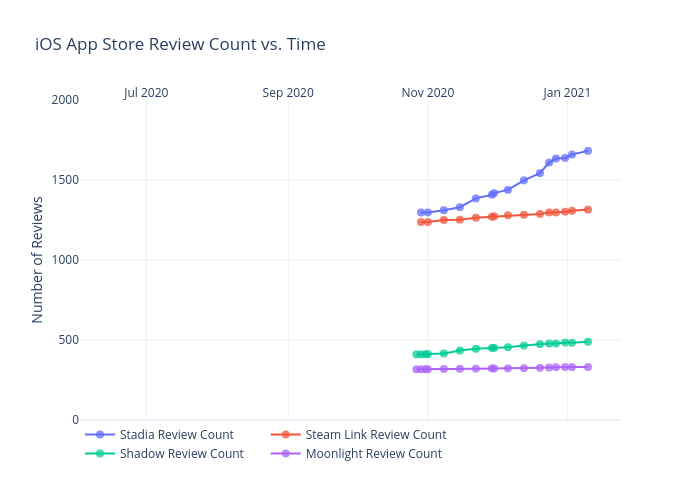 iOS App Store Review Count vs. Time
Jul 2020 Sep 2020 Nov 2020 Jan 2021
2000
1500
1000
500
0
Number of Reviews
Stadia Review Count Steam Link Review Count
Shadow Review Count Moonlight Review Count